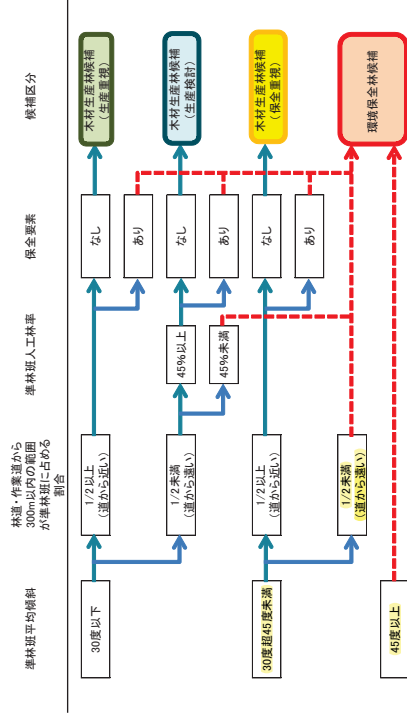 準林班平均傾斜
林道・作業道から
300m以内の範囲
が準林班に占める
割合
準林班人工林率
保全要素
候補区分
30度以下
1/2以上
(道から近い)
なし
木材生産林候補
(生産重視)
あり
1/2未満
(道から遠い)
45%以上
なし
木材生産林候補
(生産検討)
45%未満
あり
30度超45度未満
1/2以上
(道から近い)
なし
木材生産林候補
(保全重視)
あり
1/2未満
(道から遠い)
環境保全林候補
45度以上